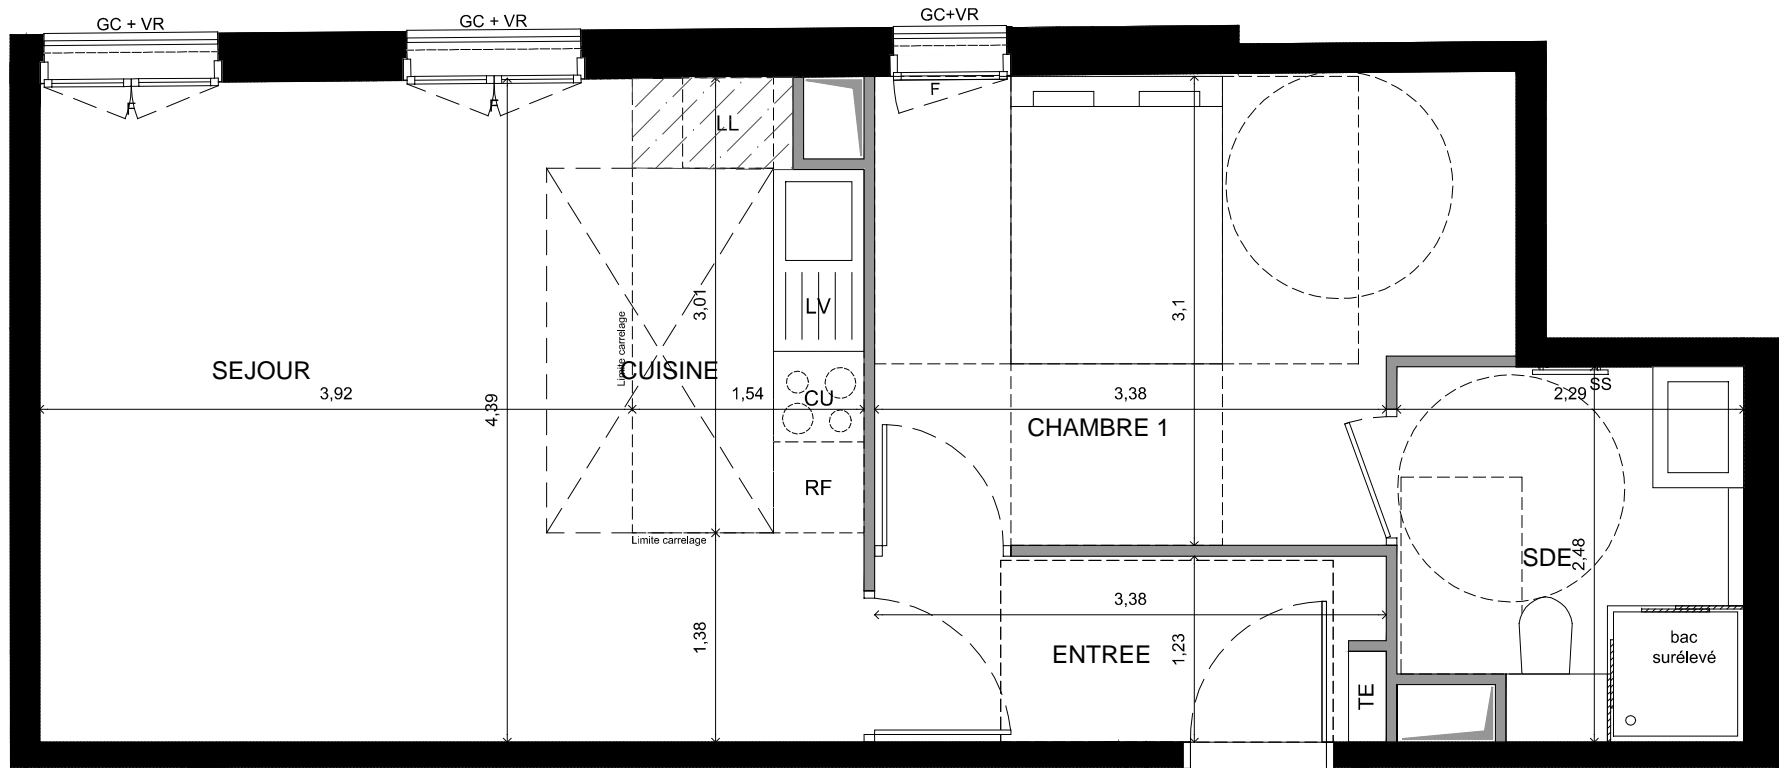 GC + VR
GC + VR
GC+VR
F
F
F
LL
3,01
LV
Limite carrelage
SEJOUR
CUISINE
3,92
1,54
CU
4,39
RF
Limite carrelage
1,38
3,1
3,38
CHAMBRE 1
SS
2,29
SDE
2,48
3,38
ENTREE
1,23
TE
bac
surélevé